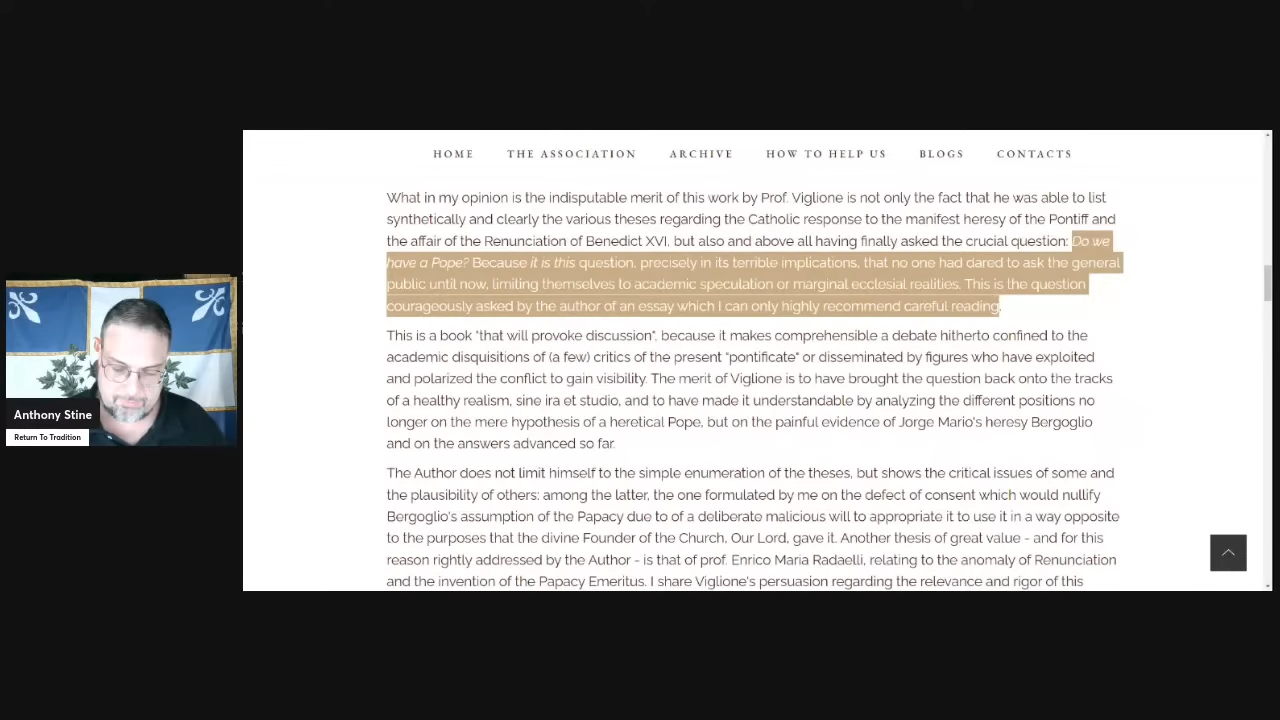 HOME THE ASSOCIATION ARCHIVE HOW TO HELP US BLOGS CONTACTS
What in my opinion is the indisputable merit of this work by Prof. Viglione is not only the fact that he was able to list
synthetically and clearly the various theses regarding the Catholic response to the manifest heresy of the Pontiff and
the affair of the Renunciation of Benedict XVI, but also and above all having finally asked the crucial question: Do we
have a Pope? Because it is this question, precisely in its terrible implications, that no one had dared to ask the general
public until now, limiting themselves to academic speculation or marginal ecclesial realities. This is the question
courageously asked by the author of an essay which I can only highly recommend careful reading.
This is a book "that will provoke discussion", because it makes comprehensible a debate hitherto confined to the
academic disquisitions of (a few) critics of the present "pontificate" or disseminated by figures who have exploited
and polarized the conflict to gain visibility. The merit of Viglione is to have brought the question back onto the tracks
of a healthy realism, sine ira et studio, and to have made it understandable by analyzing the different positions no
longer on the mere hypothesis of a heretical Pope, but on the painful evidence of Jorge Mario's heresy Bergoglio
and on the answers advanced so far.
The Author does not limit himself to the simple enumeration of the theses, but shows the critical issues of some and
the plausibility of others: among the latter, the one formulated by me on the defect of consent which would nullify
Bergoglio's assumption of the Papacy due to of a deliberate malicious will to appropriate it to use it in a way opposite
to the purposes that the divine Founder of the Church, Our Lord, gave it. Another thesis of great value - and for this
reason rightly addressed by the Author - is that of prof. Enrico Maria Radaelli, relating to the anomaly of Renunciation
and the invention of the Papacy Emeritus. I share Viglione's persuasion regarding the relevance and rigor of this
Anthony Stine
Return To Tradition